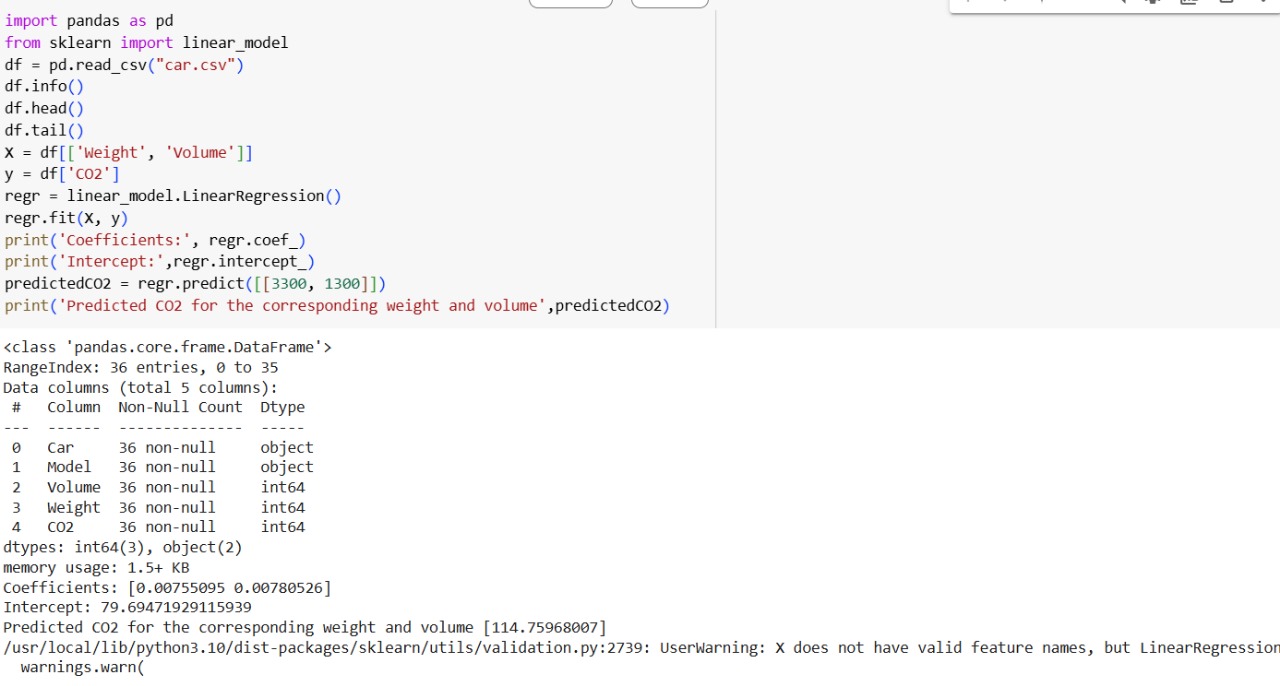 import pandas as pd
from sklearn import linear_model
df = pd.read_csv("car.csv")
df.info()
df.head()
df.tail()
X = df[['Weight', 'Volume']]
y = df['CO2']
regr = linear_model.LinearRegression()
regr.fit(X, y)
print('Coefficients:', regr.coef_)
print('Intercept:',regr.intercept_)
predictedCO2 = regr.predict([[3300, 1300]])
print('Predicted CO2 for the corresponding weight and volume',predictedCO2)
<class 'pandas.core.frame.DataFrame'>
RangeIndex: 36 entries, 0 to 35
Data columns (total 5 columns):
 #   Column  Non-Null Count  Dtype
---  ------  --------------  -----
 0   Car     36 non-null     object
 1   Model   36 non-null     object
 2   Volume  36 non-null     int64
 3   Weight  36 non-null     int64
 4   CO2     36 non-null     int64
dtypes: int64(3), object(2)
memory usage: 1.5+ KB
Coefficients: [0.00755095 0.00780526]
Intercept: 79.69471929115939
Predicted CO2 for the corresponding weight and volume [114.75968007]
/usr/local/lib/python3.10/dist-packages/sklearn/utils/validation.py:2739: UserWarning: X does not have valid feature names, but LinearRegression
  warnings.warn(